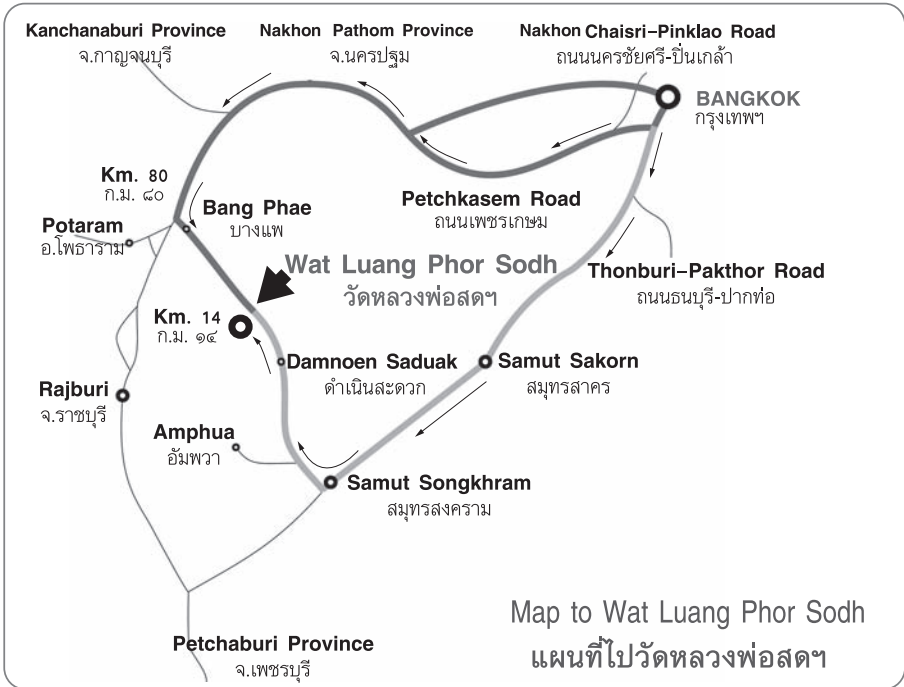 Kanchanaburi Province
จ.กาญจนบุรี
Nakhon Pathom Province
จ.นครปฐม
Nakhon Chaisri-Pinklao Road
ถนนนครชัยศรี-ปิ่นเกล้า
BANGKOK
กรุงเทพฯ
Km. 80
ก.ม. ๘๐
Potaram
อ.โพธาราม
Bang Phae
บางแพ
Petchkasem Road
ถนนเพชรเกษม
Wat Luang Phor Sodh
วัดหลวงพ่อสดฯ
Thonburi-Pakthor Road
ถนนธนบุรี-ปากท่อ
Km. 14
ก.ม. ๑๔
Damnoen Saduak
ดำเนินสะดวก
Samut Sakorn
สมุทรสาคร
Rajburi
จ.ราชบุรี
Amphua
อัมพวา
Samut Songkhram
สมุทรสงคราม
Petchaburi Province
จ.เพชรบุรี
Map to Wat Luang Phor Sodh
แผนที่ไปวัดหลวงพ่อสดฯ